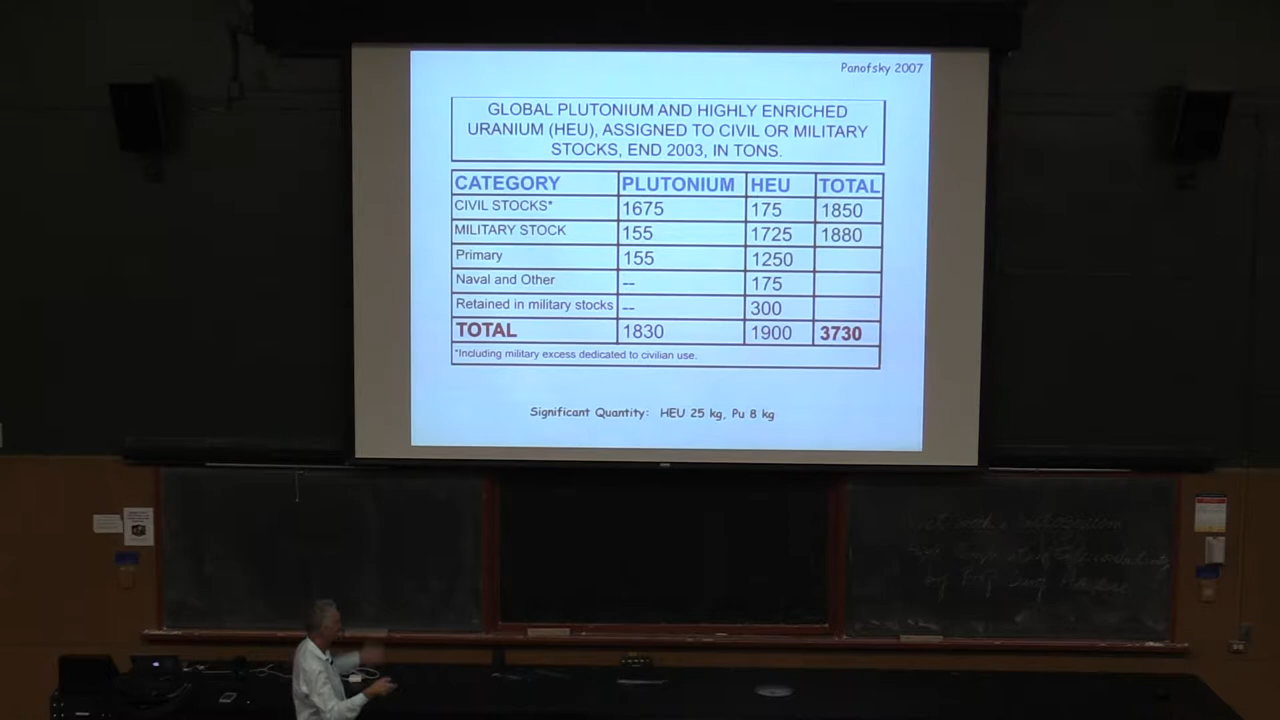 Panofsky 2007
GLOBAL PLUTONIUM AND HIGHLY ENRICHED
URANIUM (HEU), ASSIGNED TO CIVIL OR MILITARY
STOCKS, END 2003, IN TONS.
CATEGORY PLUTONIUM HEU TOTAL
CIVIL STOCKS* 1675 175 1850
MILITARY STOCK 155 1725 1880
Primary 155 1250
Naval and Other -- 175
Retained in military stocks -- 300
TOTAL 1830 1900 3730
*Including military excess dedicated to civilian use.
Significant Quantity: HEU 25 kg, Pu 8 kg